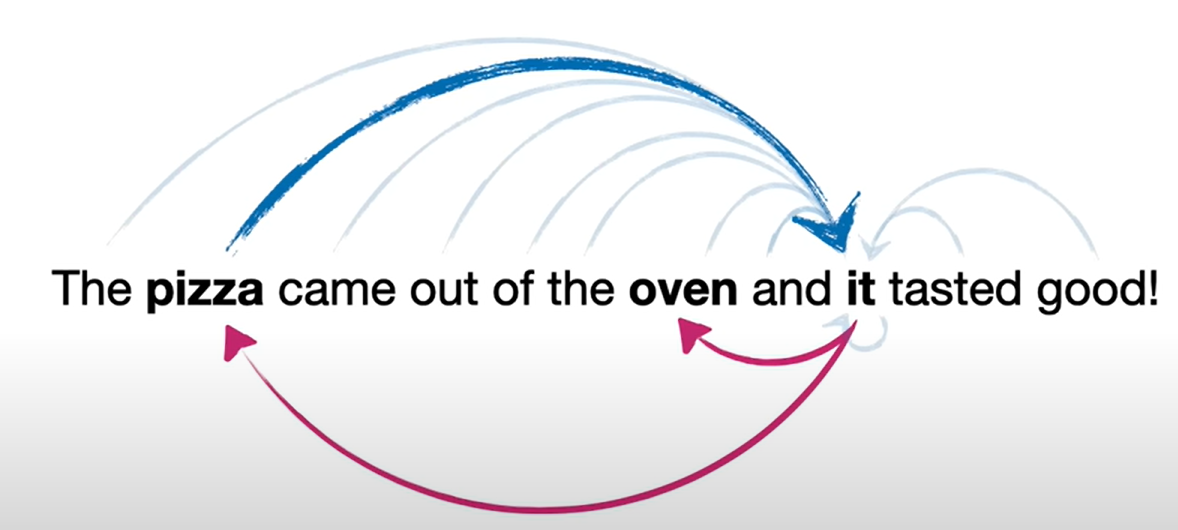 The pizza came out of the oven and it tasted good!